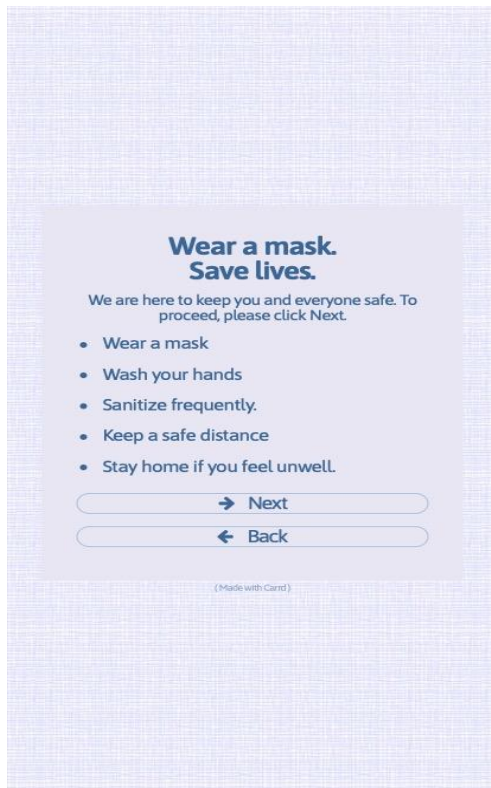 Wear a mask.
Save lives.
We are here to keep you and everyone safe. To
proceed, please click Next.
• Wear a mask
• Wash your hands
• Sanitize frequently.
• Keep a safe distance
• Stay home if you feel unwell.
→ Next
← Back
( Made with Carrd )